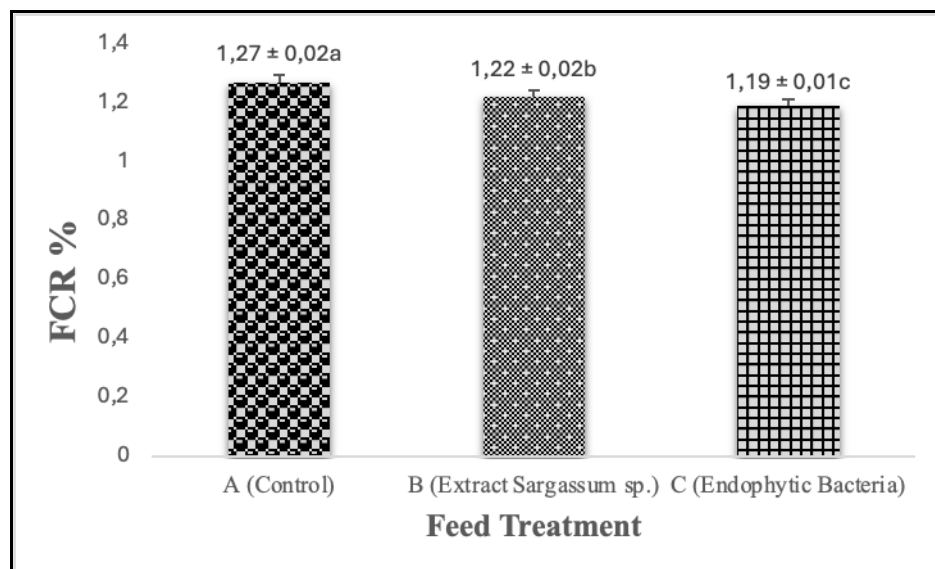 1,4
1,27 ± 0,02a
1,22 ± 0,02b
1,19 ± 0,01c
1,2
1
0,8
0,6
0,4
0,2
0
FCR %
A (Control)
B (Extract Sargassum sp.)
C (Endophytic Bacteria)
Feed Treatment